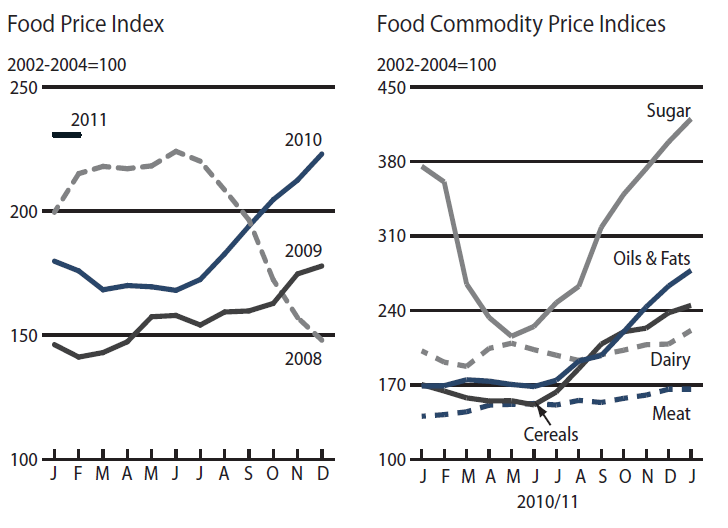 Food Price Index
2002-2004=100
250
200
150
100
2011
2010
2009
2008
J F M A M J J A S O N D
Food Commodity Price Indices
2002-2004=100
450
380
310
240
170
100
Sugar
Oils & Fats
Dairy
Meat
Cereals
J F M A M J J A S O N D J
2010/11